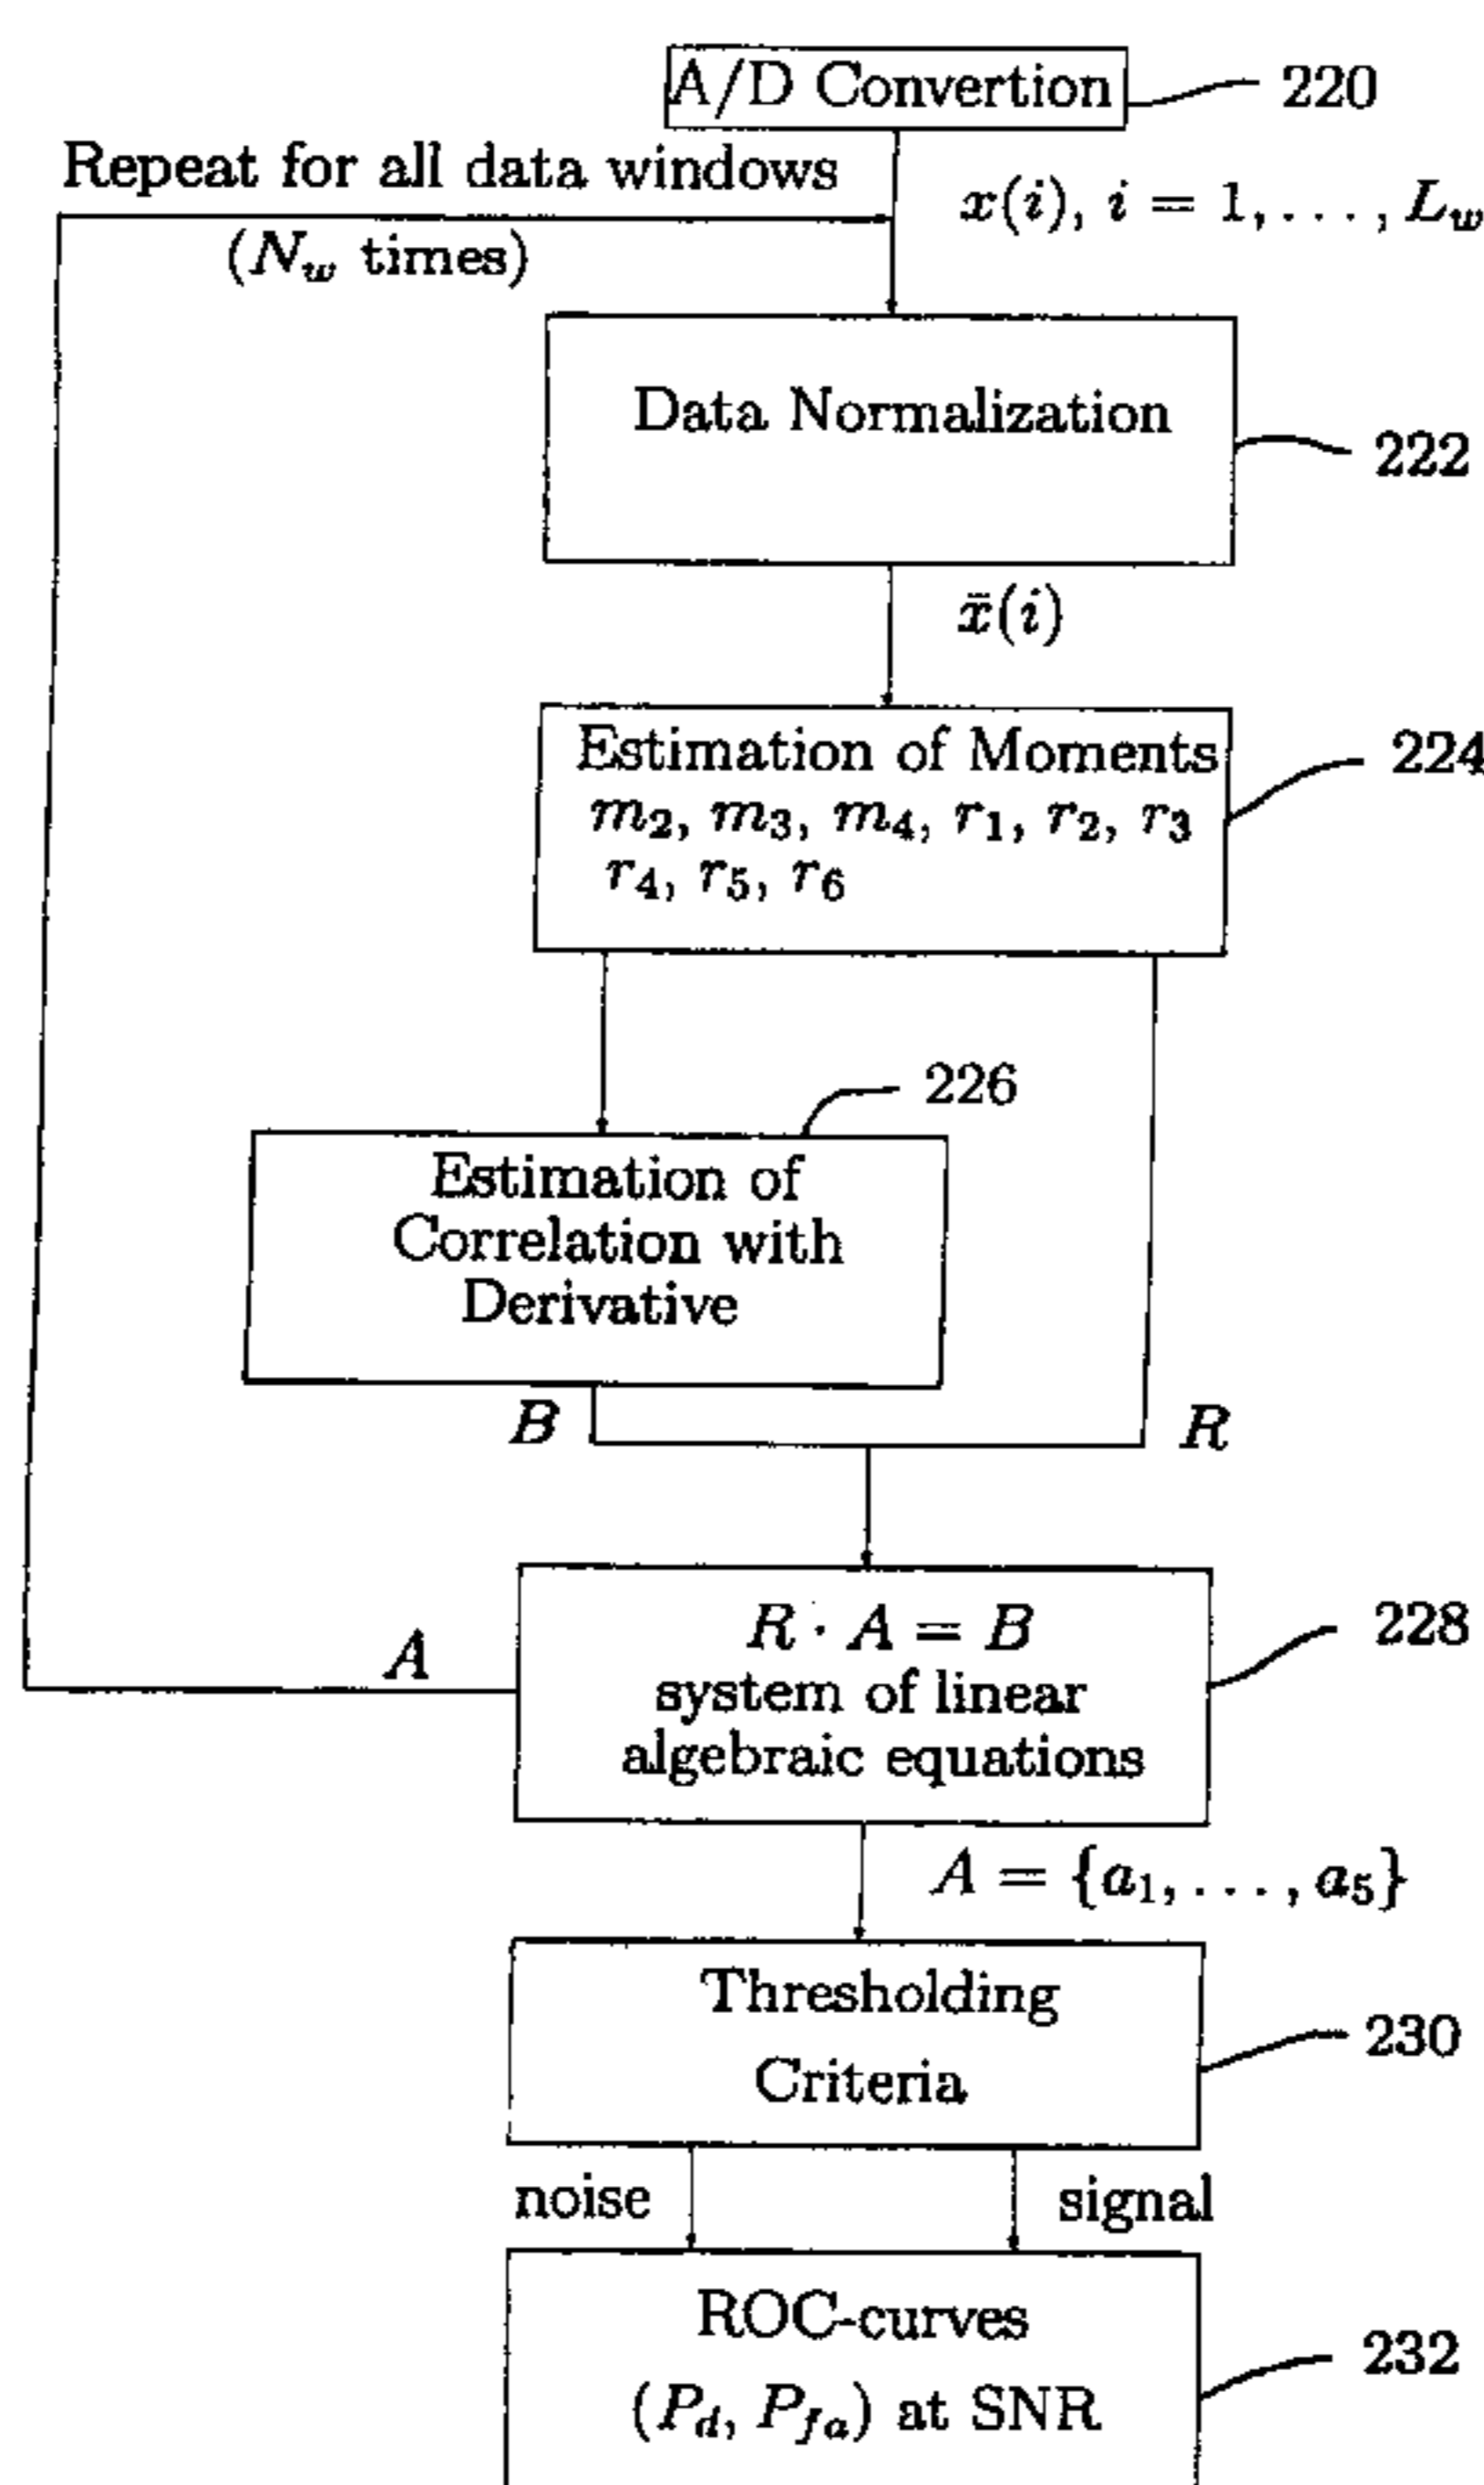 A/D Convertion
220
Repeat for all data windows
(N_w times)
x(i), i = 1, . . . , L_w
Data Normalization
222
x̄(i)
Estimation of Moments
m₂, m₃, m₄, r₁, r₂, r₃
r₄, r₅, r₆
224
226
Estimation of
Correlation with
Derivative
B
R
R · A = B
system of linear
algebraic equations
228
A
A = {a₁, . . . , a₅}
Thresholding
Criteria
230
noise
signal
ROC-curves
(P_d, P_fa) at SNR
232